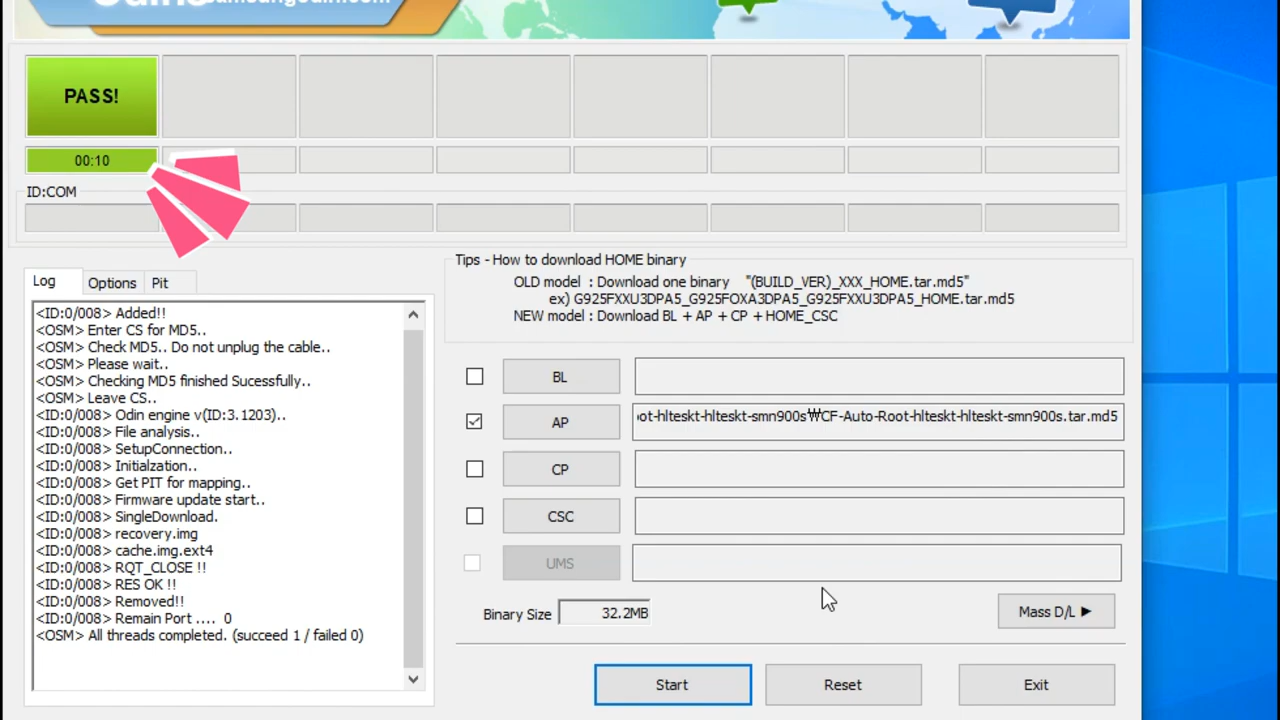 PASS!
00:10
ID:COM
Log
Options
Pit
<ID:0/008> Added!!
<OSM> Enter CS for MD5..
<OSM> Check MD5.. Do not unplug the cable..
<OSM> Please wait..
<OSM> Checking MD5 finished Sucessfully..
<OSM> Leave CS..
<ID:0/008> Odin engine v(ID:3.1203)..
<ID:0/008> File analysis..
<ID:0/008> SetupConnection..
<ID:0/008> Initialzation..
<ID:0/008> Get PIT for mapping..
<ID:0/008> Firmware update start..
<ID:0/008> SingleDownload.
<ID:0/008> recovery.img
<ID:0/008> cache.img.ext4
<ID:0/008> RQT_CLOSE !!
<ID:0/008> RES OK !!
<ID:0/008> Removed!!
<ID:0/008> Remain Port .... 0
<OSM> All threads completed. (succeed 1 / failed 0)
Tips - How to download HOME binary
OLD model : Download one binary "(BUILD_VER)_XXX_HOME.tar.md5"
ex) G925FXXU3DPA5_G925FOXA3DPA5_G925FXXU3DPA5_HOME.tar.md5
NEW model : Download BL + AP + CP + HOME_CSC
BL
AP
ot-hlteskt-hlteskt-smn900s₩CF-Auto-Root-hlteskt-hlteskt-smn900s.tar.md5
CP
CSC
UMS
Binary Size 32.2MB
Mass D/L ▶
Start
Reset
Exit